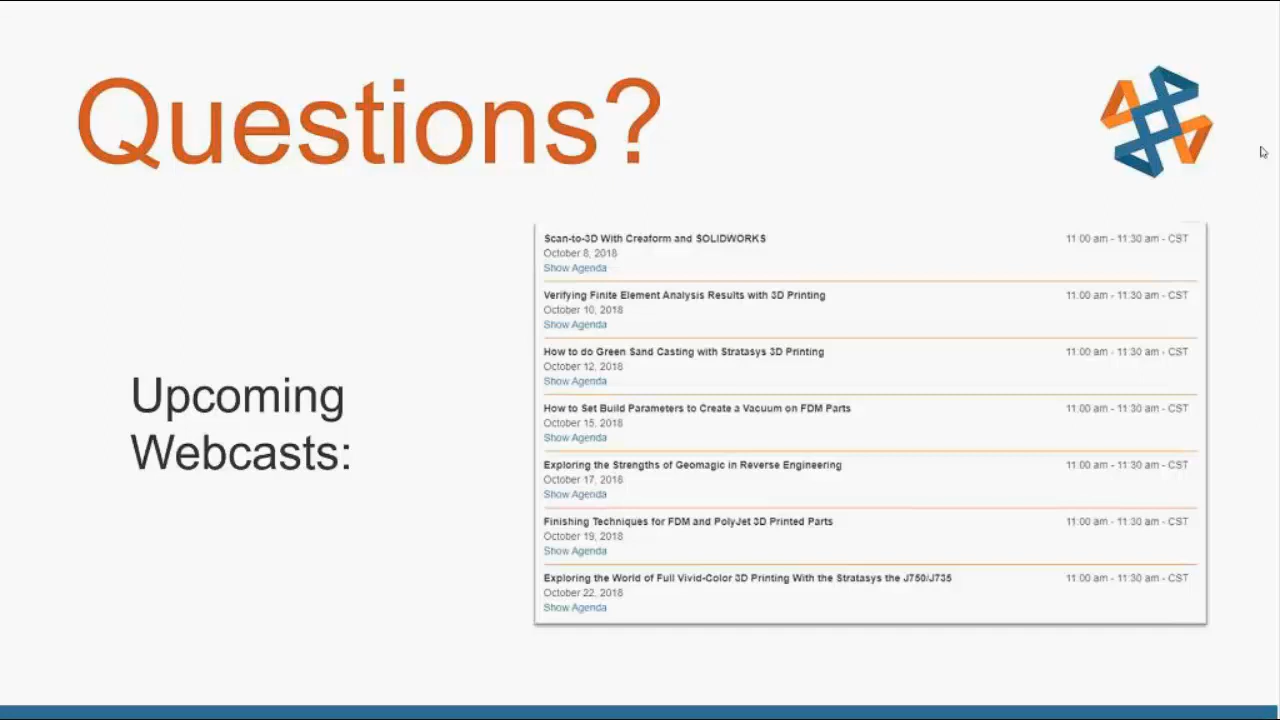 Questions?
Upcoming
Webcasts:
Scan-to-3D With Creaform and SOLIDWORKS 11:00 am - 11:30 am - CST
October 8, 2018
Show Agenda
Verifying Finite Element Analysis Results with 3D Printing 11:00 am - 11:30 am - CST
October 10, 2018
Show Agenda
How to do Green Sand Casting with Stratasys 3D Printing 11:00 am - 11:30 am - CST
October 12, 2018
Show Agenda
How to Set Build Parameters to Create a Vacuum on FDM Parts 11:00 am - 11:30 am - CST
October 15, 2018
Show Agenda
Exploring the Strengths of Geomagic in Reverse Engineering 11:00 am - 11:30 am - CST
October 17, 2018
Show Agenda
Finishing Techniques for FDM and PolyJet 3D Printed Parts 11:00 am - 11:30 am - CST
October 19, 2018
Show Agenda
Exploring the World of Full Vivid-Color 3D Printing With the Stratasys the J750/J735 11:00 am - 11:30 am - CST
October 22, 2018
Show Agenda